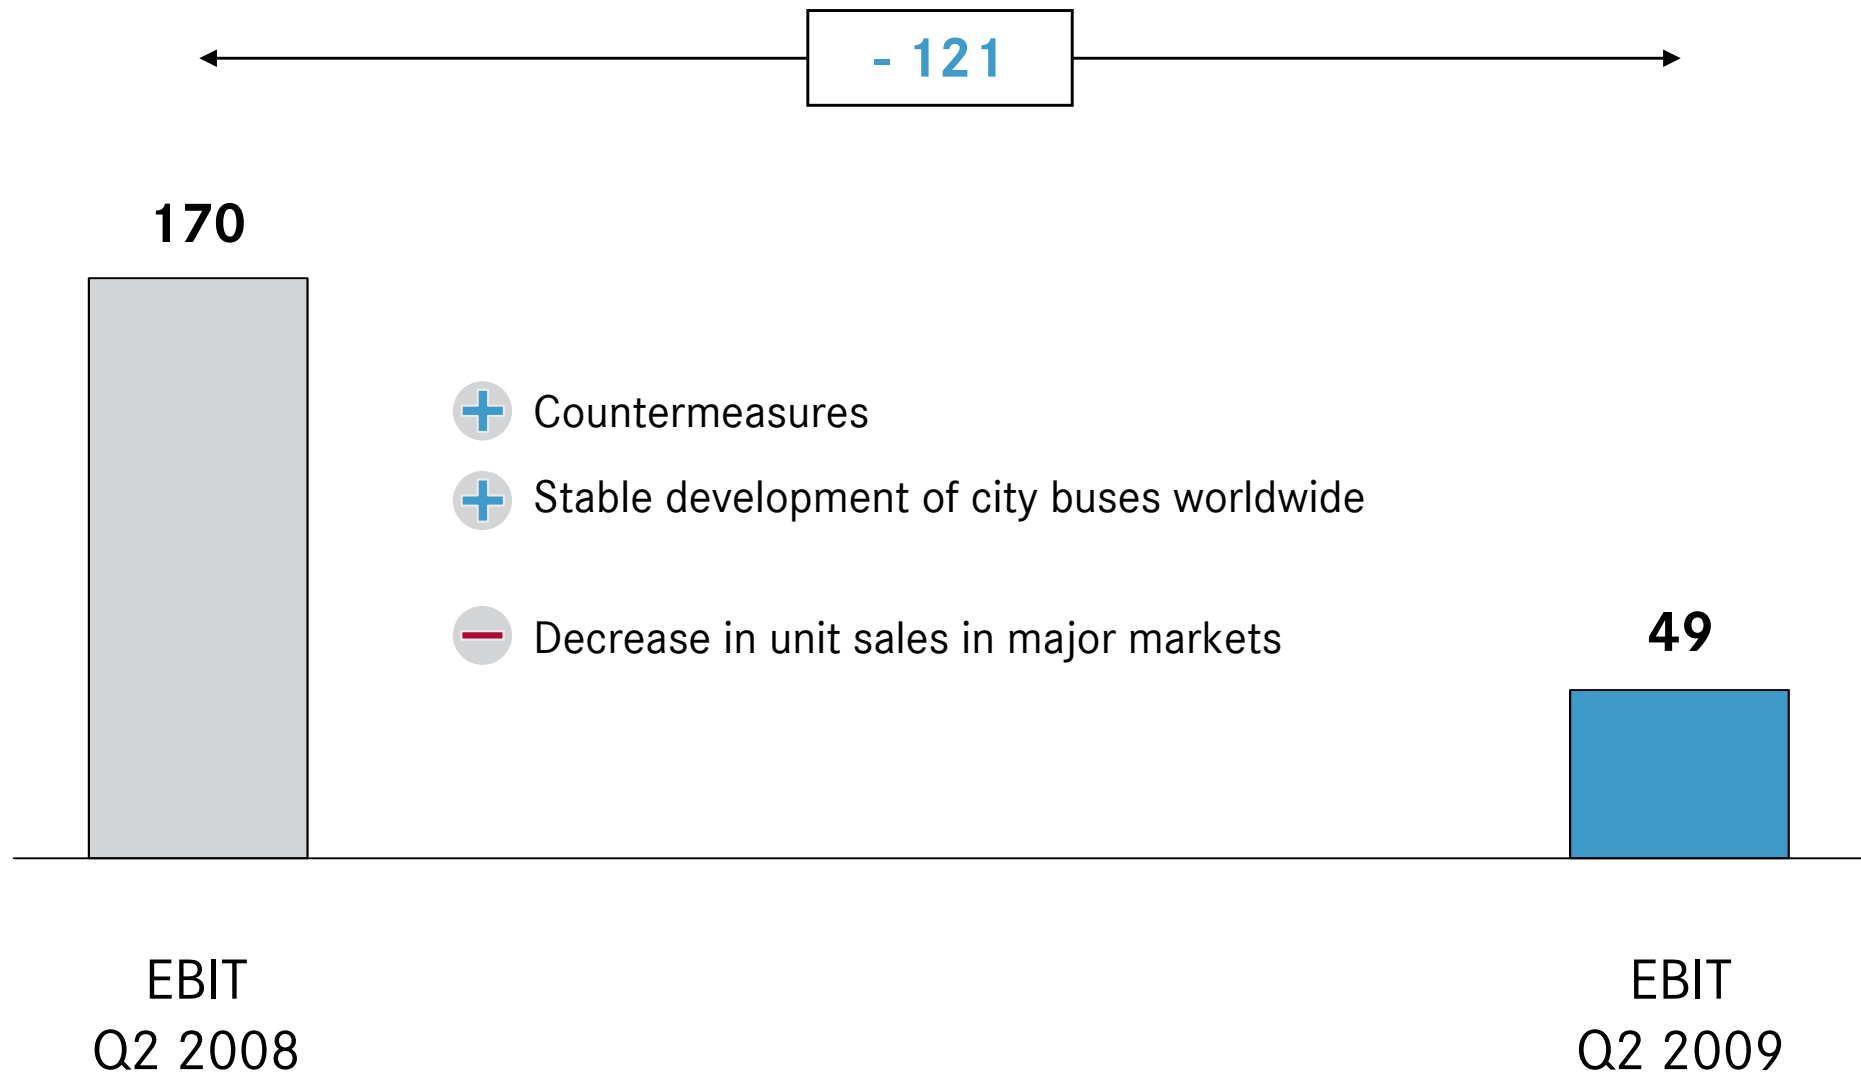 - 121
170
Countermeasures
Stable development of city buses worldwide
Decrease in unit sales in major markets
49
EBIT
Q2 2008
EBIT
Q2 2009